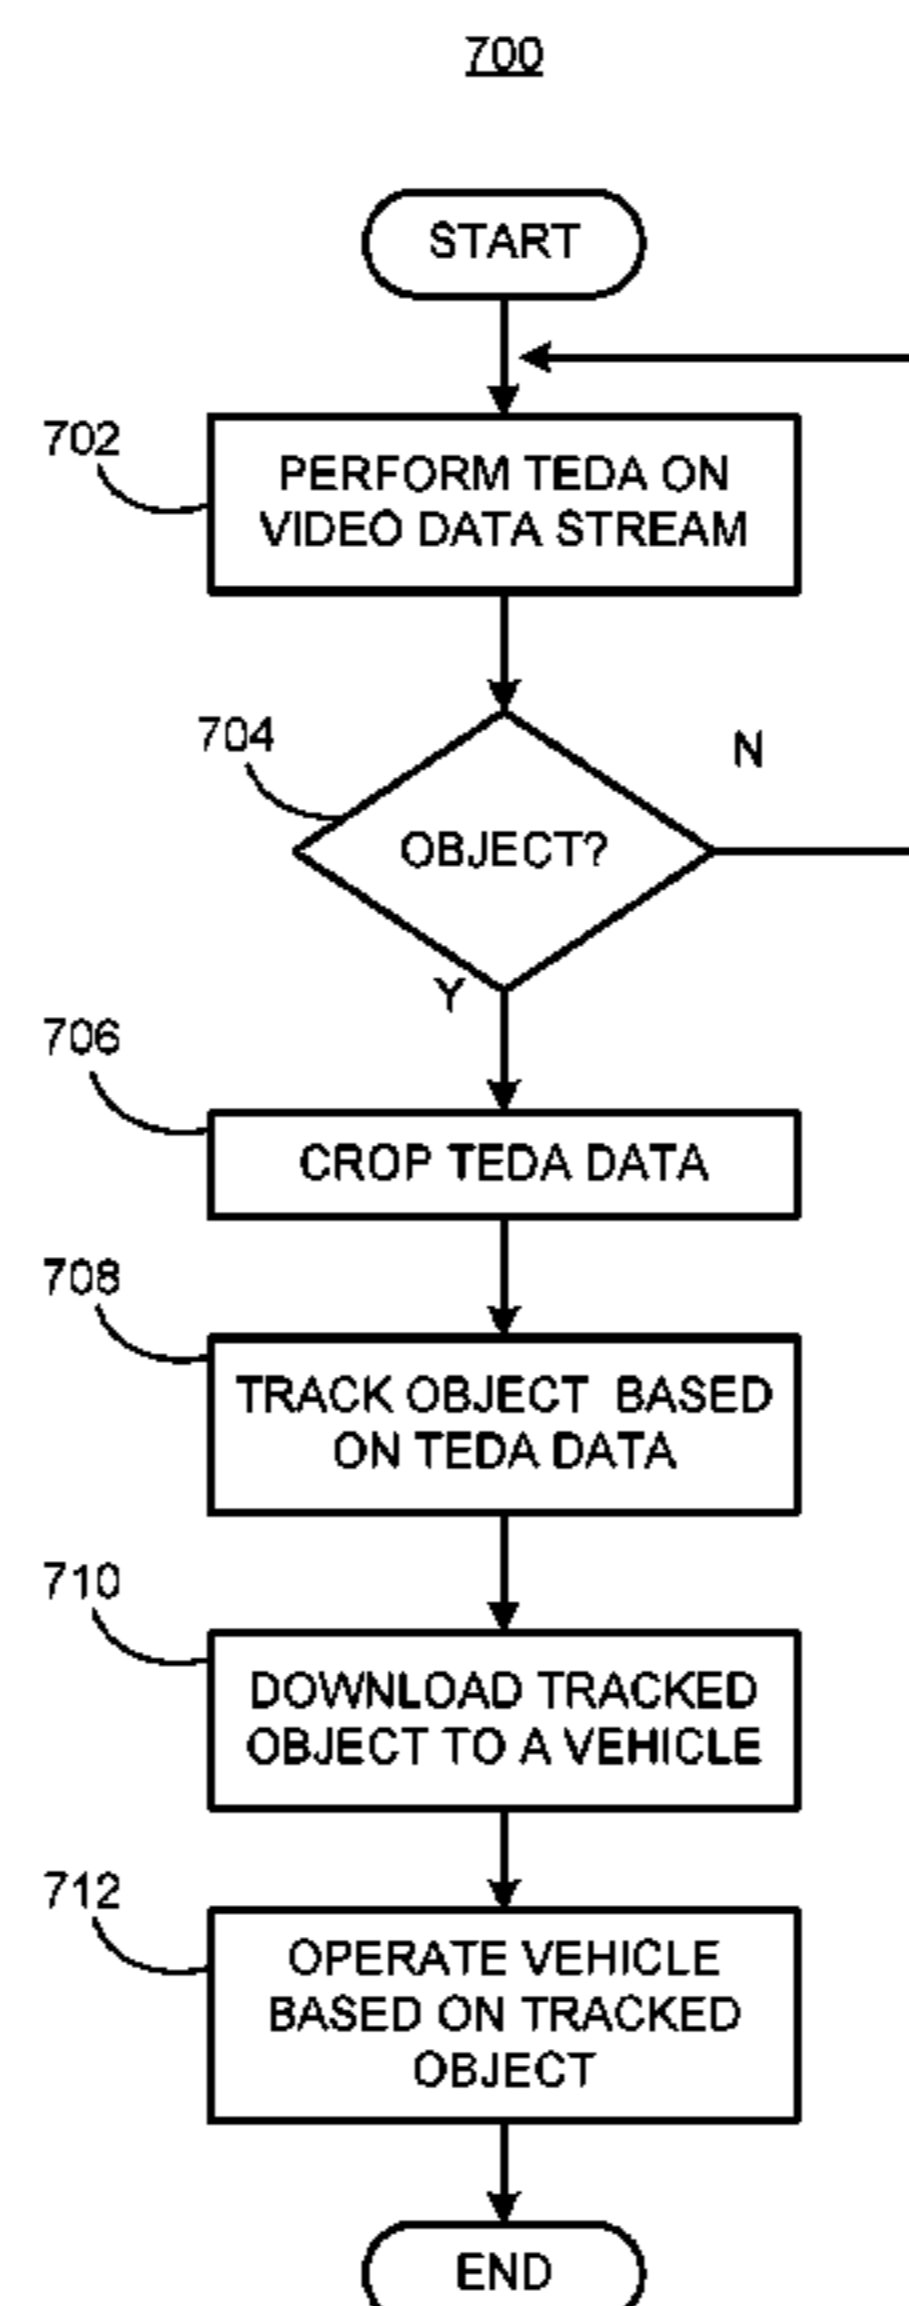 700
START
702
PERFORM TEDA ON
VIDEO DATA STREAM
704
N
OBJECT?
Y
706
CROP TEDA DATA
708
TRACK OBJECT BASED
ON TEDA DATA
710
DOWNLOAD TRACKED
OBJECT TO A VEHICLE
712
OPERATE VEHICLE
BASED ON TRACKED
OBJECT
END